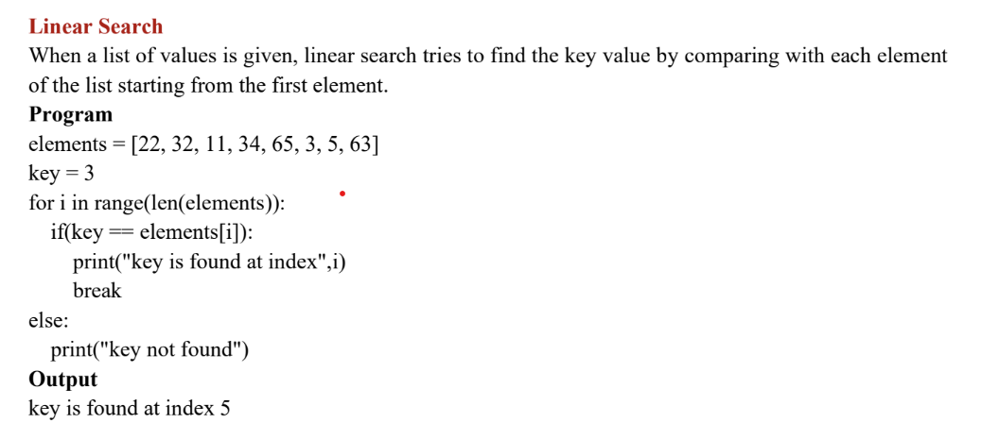 Linear Search
When a list of values is given, linear search tries to find the key value by comparing with each element
of the list starting from the first element.
Program
elements = [22, 32, 11, 34, 65, 3, 5, 63]
key = 3
for i in range(len(elements)):
    if(key == elements[i]):
        print("key is found at index",i)
        break
else:
    print("key not found")
Output
key is found at index 5